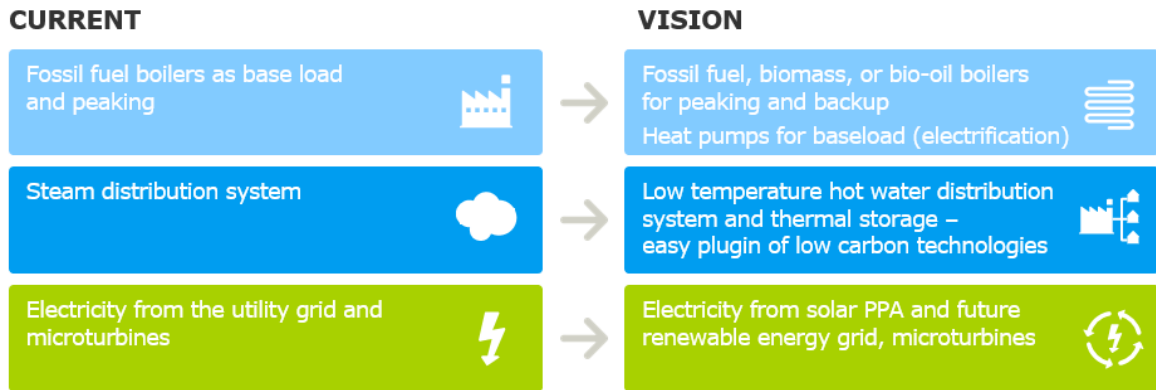 CURRENT
VISION
Fossil fuel boilers as base load
and peaking
Fossil fuel, biomass, or bio-oil boilers
for peaking and backup
Heat pumps for baseload (electrification)
Steam distribution system
Low temperature hot water distribution
system and thermal storage –
easy plugin of low carbon technologies
Electricity from the utility grid and
microturbines
Electricity from solar PPA and future
renewable energy grid, microturbines